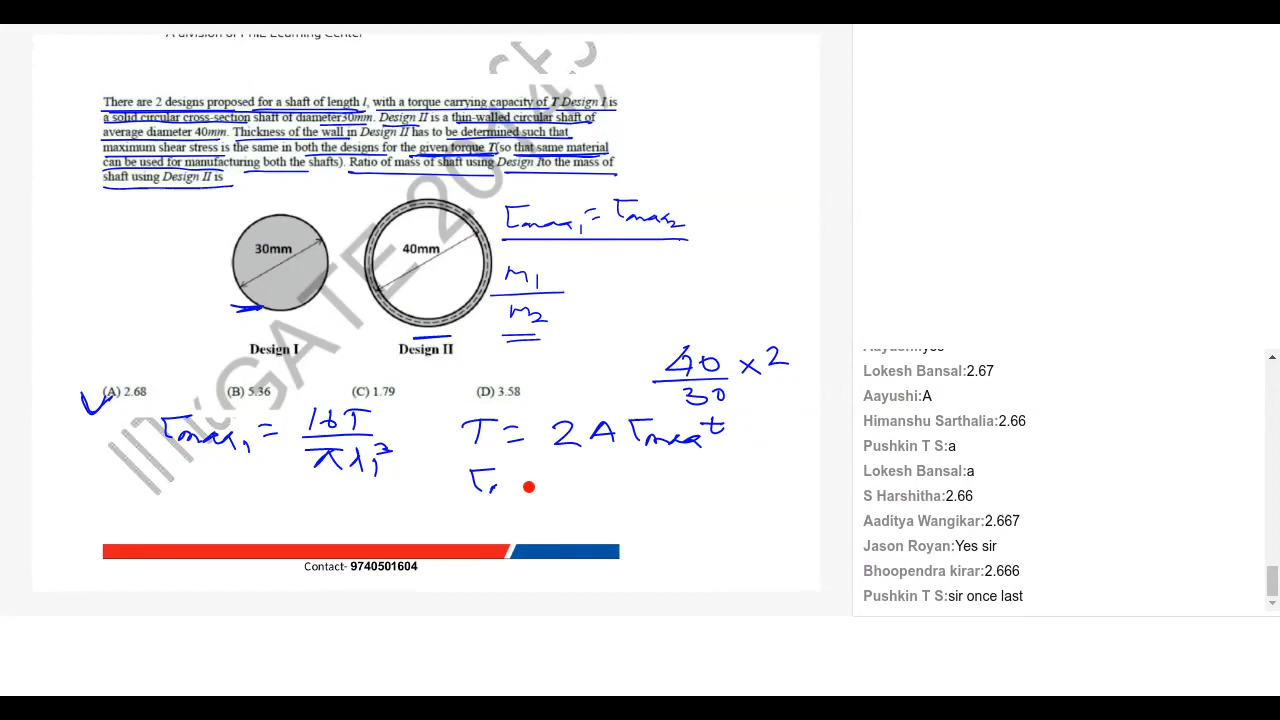 A division of PhIE Learning Center
There are 2 designs proposed for a shaft of length l, with a torque carrying capacity of T.Design I is
a solid circular cross-section shaft of diameter30mm. Design II is a thin-walled circular shaft of
average diameter 40mm. Thickness of the wall in Design II has to be determined such that
maximum shear stress is the same in both the designs for the given torque T(so that same material
can be used for manufacturing both the shafts). Ratio of mass of shaft using Design Ito the mass of
shaft using Design II is
τmax₁ = τmax₂
30mm
40mm
m₁
m₂
Design I
Design II
40 × 2
30
(A) 2.68
(B) 5.36
(C) 1.79
(D) 3.58
τmax₁ = 16T
πd₁³
T = 2 A τmax t
Contact- 9740501604
GATE 2014
Lokesh Bansal:2.67
Aayushi:A
Himanshu Sarthalia:2.66
Pushkin T S:a
Lokesh Bansal:a
S Harshitha:2.66
Aaditya Wangikar:2.667
Jason Royan:Yes sir
Bhoopendra kirar:2.666
Pushkin T S:sir once last